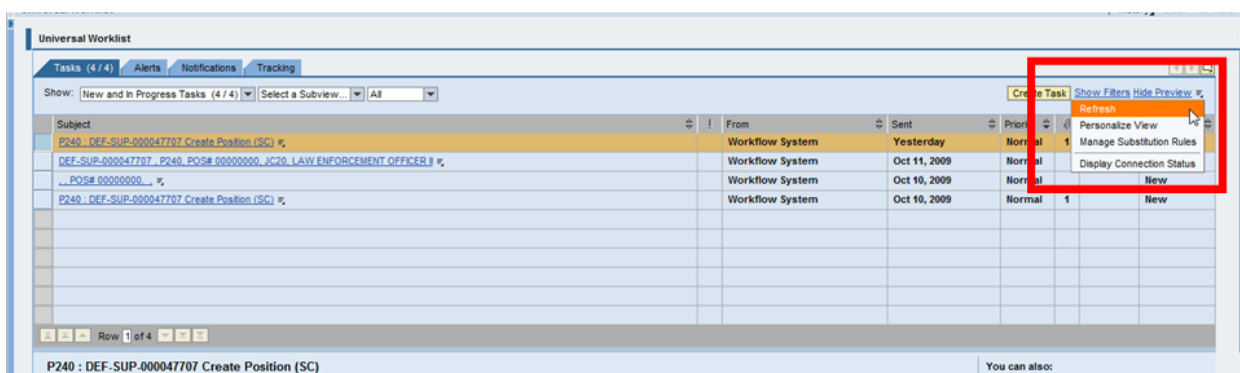 Universal Worklist
Tasks (4 / 4) Alerts Notifications Tracking
Show: New and In Progress Tasks (4 / 4) Select a Subview... All Create Task Show Filters Hide Preview
Refresh
Personalize View
Manage Substitution Rules
Display Connection Status
Subject ! From Sent
P240 : DEF-SUP-000047707 Create Position (SC) Workflow System Yesterday Normal 1
DEF-SUP-000047707 , P240, POS# 00000000, JC20, LAW ENFORCEMENT OFFICER II Workflow System Oct 11, 2009 Normal
, , POS# 00000000, , Workflow System Oct 10, 2009 Normal New
P240 : DEF-SUP-000047707 Create Position (SC) Workflow System Oct 10, 2009 Normal 1 New
Row 1 of 4
P240 : DEF-SUP-000047707 Create Position (SC) You can also: